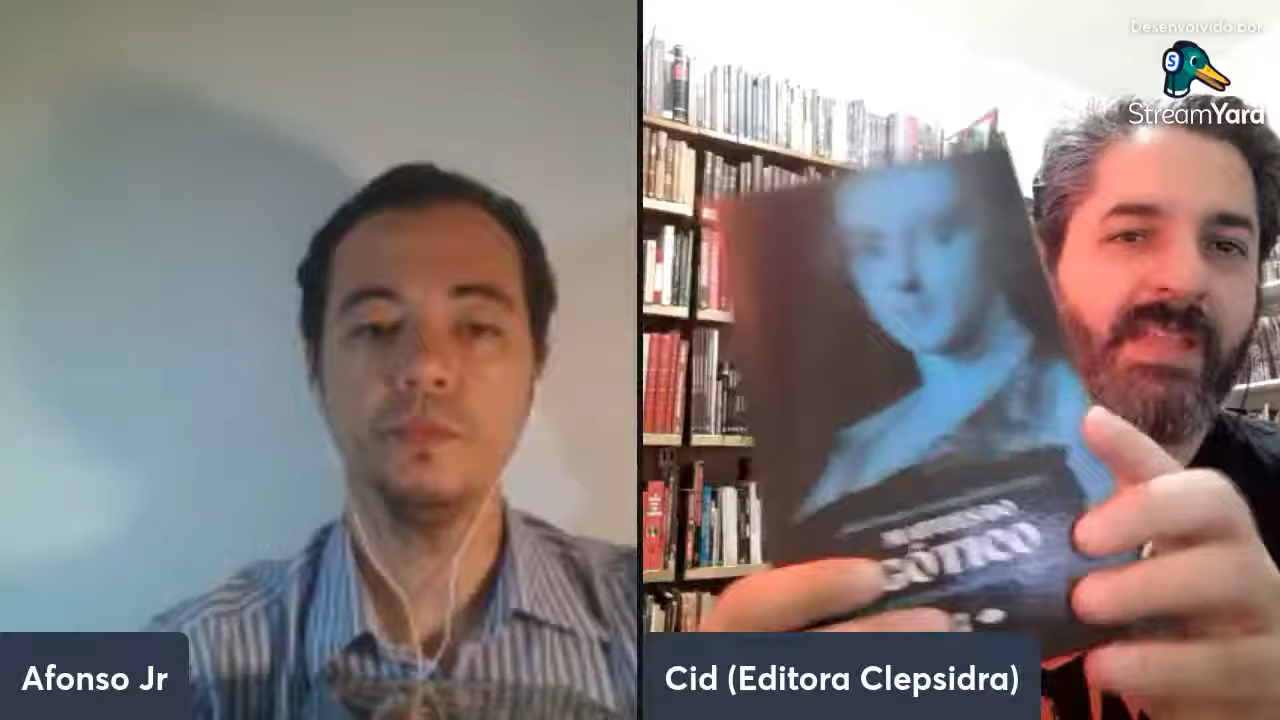 Desenvolvido por
StreamYard
S
GÓTICO
Afonso Jr
Cid (Editora Clepsidra)